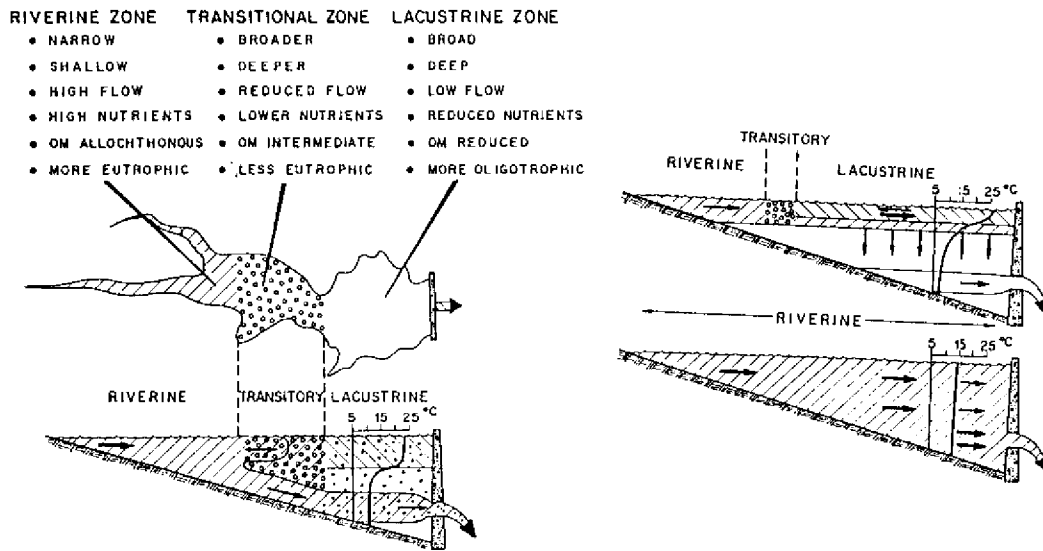 RIVERINE ZONE TRANSITIONAL ZONE LACUSTRINE ZONE
• NARROW • BROADER • BROAD
• SHALLOW • DEEPER • DEEP
• HIGH FLOW • REDUCED FLOW • LOW FLOW
• HIGH NUTRIENTS • LOWER NUTRIENTS • REDUCED NUTRIENTS
• OM ALLOCHTHONOUS • OM INTERMEDIATE • OM REDUCED
• MORE EUTROPHIC • LESS EUTROPHIC • MORE OLIGOTROPHIC
RIVERINE TRANSITORY LACUSTRINE
5 15 25 °C
TRANSITORY
RIVERINE LACUSTRINE
5 15 25 °C
RIVERINE
5 15 25 °C